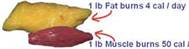 1 lb Fat burns 4 cal / day
1 lb Muscle burns 50 cal